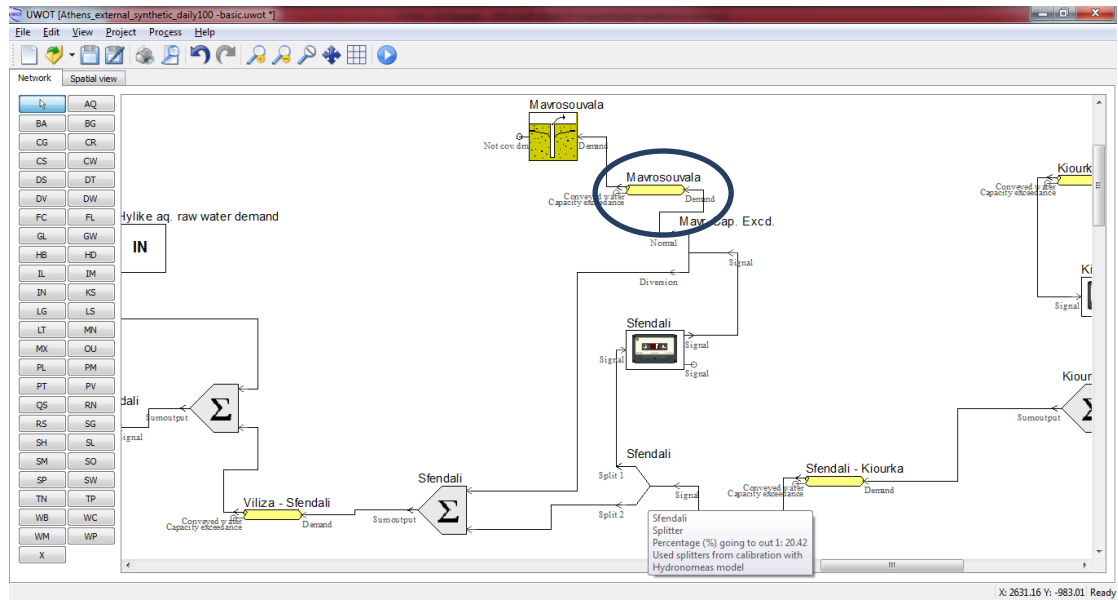 UWOT [Athens_external_synthetic_daily100 -basic.uwot *]
File Edit View Project Process Help
Network Spatial view
AQ
BA BG
CG CR
CS CW
DS DT
DV DW
FC FL
GL GW
HB HD
IL IM
IN KS
LG LS
LT MN
MX OU
PL PM
PT PV
QS RN
RS SG
SH SL
SM SO
SP SW
TN TP
WB WC
WM WP
X
Mavrosouvala
Not cov. dm
Demand
Mavrosouvala
Conveyed water
Capacity exceedance
Demand
Mavr. Cap. Excd.
Normal
Signal
Diversion
Hylike aq. raw water demand
IN
Kiourk
Conveyed water
Capacity exceedance
Ki
Signal
Sfendali
Signal
Signal
Signal
Kiour
Σ
Sumoutput
dali
Σ
Sumoutput
ignal
Sfendali
Split 1
Signal
Split 2
Sfendali
Σ
Sumoutput
Viliza - Sfendali
Conveyed water
Capacity exceedance
Demand
Sfendali - Kiourka
Conveyed water
Capacity exceedance
Demand
Sfendali
Splitter
Percentage (%) going to out 1: 20.42
Used splitters from calibration with
Hydronomeas model
X: 2631.16 Y: -983.01 Ready